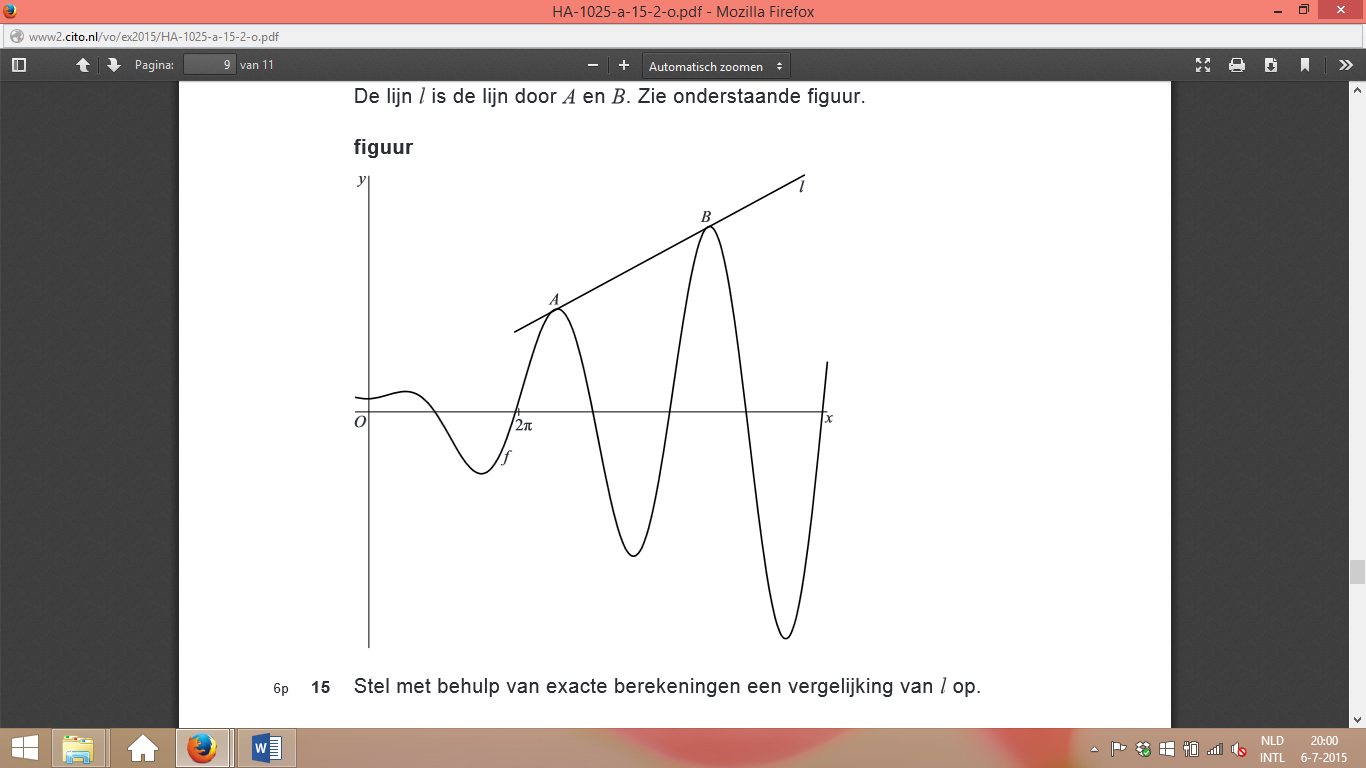 HA-1025-a-15-2-o.pdf - Mozilla Firefox
www2.cito.nl/vo/ex2015/HA-1025-a-15-2-o.pdf
Pagina: 9 van 11
Automatisch zoomen
De lijn l is de lijn door A en B. Zie onderstaande figuur.
figuur
y
l
B
A
O
2π
x
f
6p 15 Stel met behulp van exacte berekeningen een vergelijking van l op.
NLD 20:00
INTL 6-7-2015